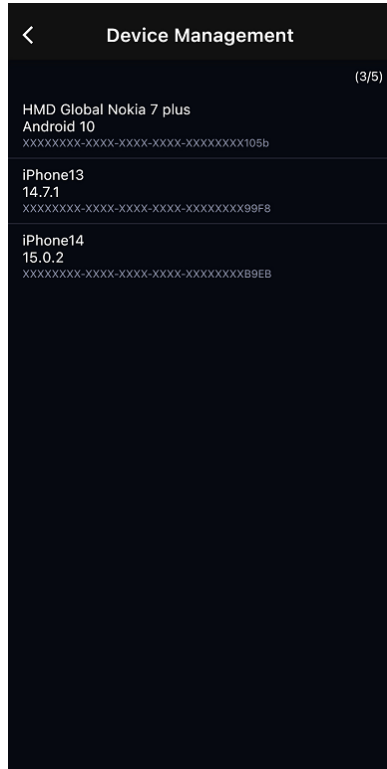 Device Management
(3/5)
HMD Global Nokia 7 plus
Android 10
XXXXXXXX-XXXX-XXXX-XXXX-XXXXXXXX105b
iPhone13
14.7.1
XXXXXXXX-XXXX-XXXX-XXXX-XXXXXXXX99F8
iPhone14
15.0.2
XXXXXXXX-XXXX-XXXX-XXXX-XXXXXXXXB9EB